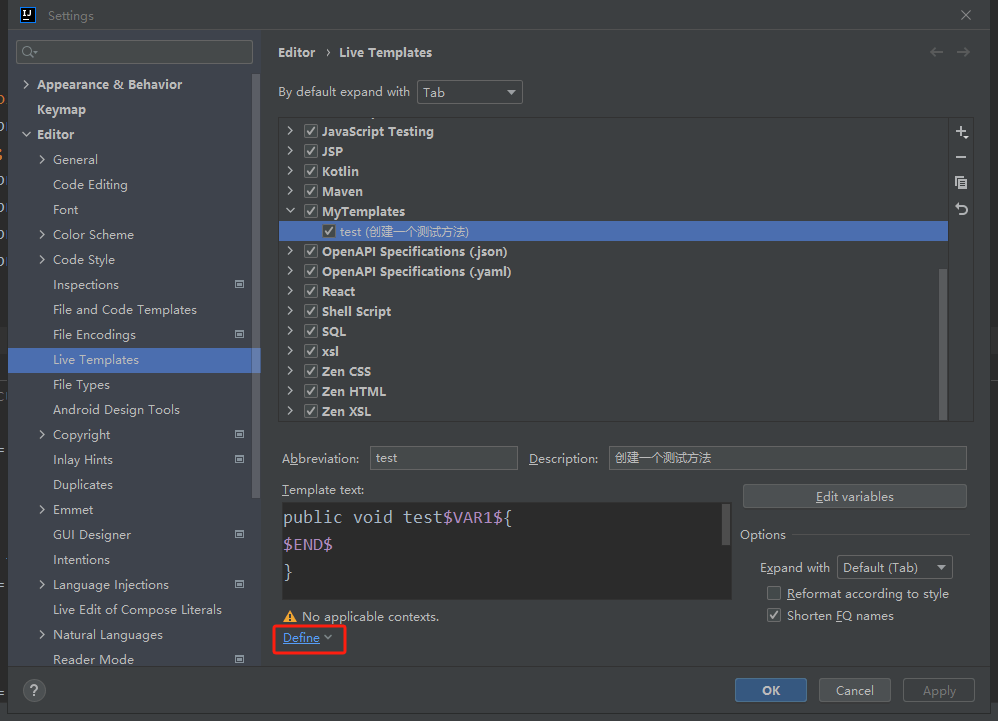 Settings
Editor › Live Templates
By default expand with Tab
Appearance & Behavior
Keymap
Editor
General
Code Editing
Font
Color Scheme
Code Style
Inspections
File and Code Templates
File Encodings
Live Templates
File Types
Android Design Tools
Copyright
Inlay Hints
Duplicates
Emmet
GUI Designer
Intentions
Language Injections
Live Edit of Compose Literals
Natural Languages
Reader Mode
JavaScript Testing
JSP
Kotlin
Maven
MyTemplates
test (创建一个测试方法)
OpenAPI Specifications (.json)
OpenAPI Specifications (.yaml)
React
Shell Script
SQL
xsl
Zen CSS
Zen HTML
Zen XSL
Abbreviation: test Description: 创建一个测试方法
Template text:
public void test$VAR1${
$END$
}
Edit variables
Options
Expand with Default (Tab)
Reformat according to style
Shorten FQ names
No applicable contexts.
Define
?
OK Cancel Apply